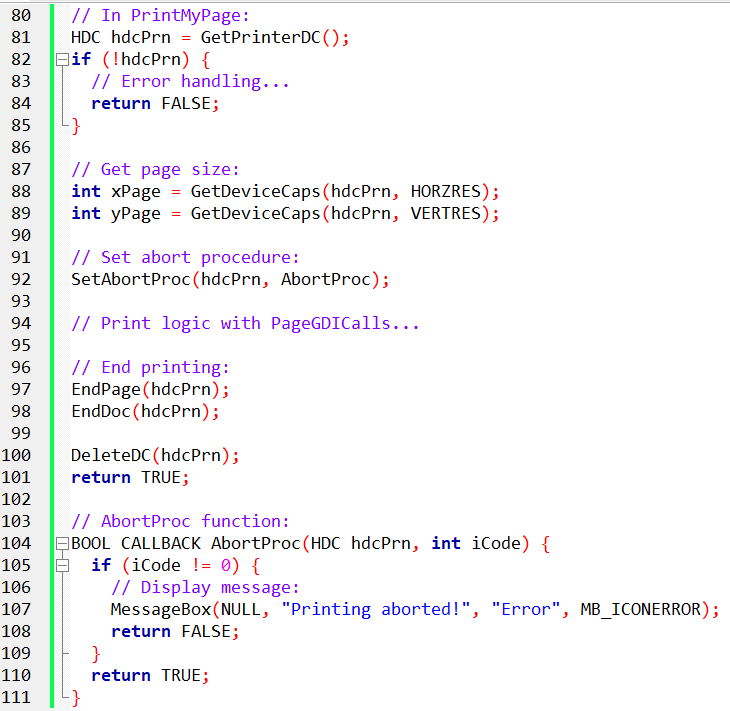 80 // In PrintMyPage:
81 HDC hdcPrn = GetPrinterDC();
82 if (!hdcPrn) {
83 // Error handling...
84 return FALSE;
85 }
86
87 // Get page size:
88 int xPage = GetDeviceCaps(hdcPrn, HORZRES);
89 int yPage = GetDeviceCaps(hdcPrn, VERTRES);
90
91 // Set abort procedure:
92 SetAbortProc(hdcPrn, AbortProc);
93
94 // Print logic with PageGDICalls...
95
96 // End printing:
97 EndPage(hdcPrn);
98 EndDoc(hdcPrn);
99
100 DeleteDC(hdcPrn);
101 return TRUE;
102
103 // AbortProc function:
104 BOOL CALLBACK AbortProc(HDC hdcPrn, int iCode) {
105 if (iCode != 0) {
106 // Display message:
107 MessageBox(NULL, "Printing aborted!", "Error", MB_ICONERROR);
108 return FALSE;
109 }
110 return TRUE;
111 }